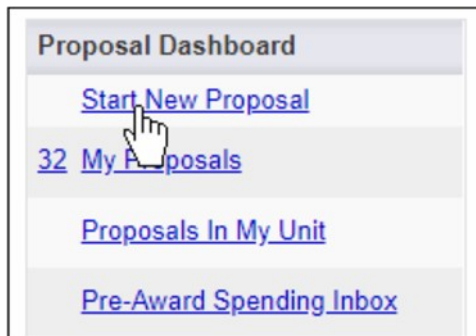 Proposal Dashboard
Start New Proposal
32 My Proposals
Proposals In My Unit
Pre-Award Spending Inbox